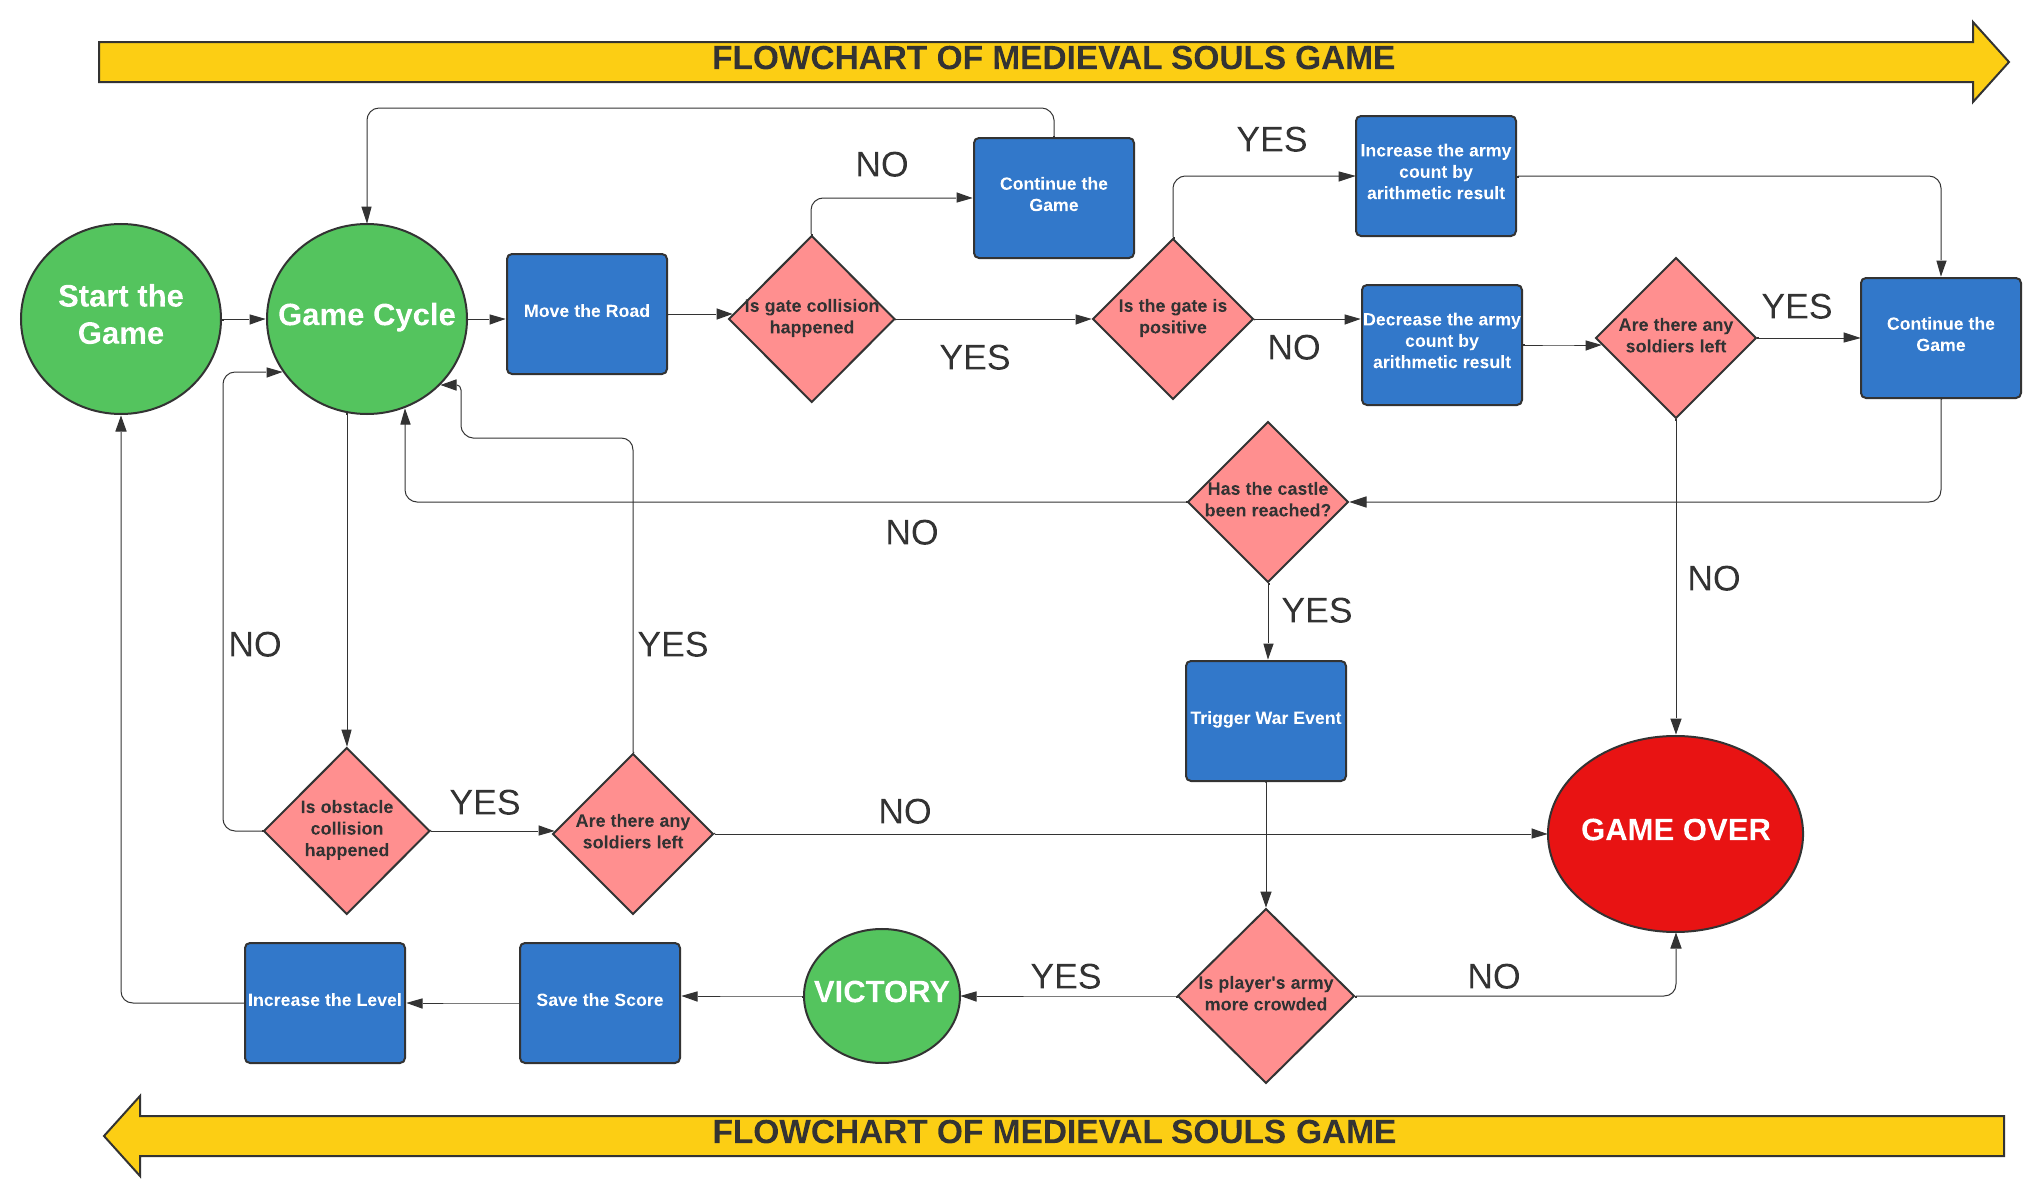 FLOWCHART OF MEDIEVAL SOULS GAME
Start the
Game
Game Cycle
Move the Road
Is gate collision
happened
NO
Continue the
Game
YES
Is the gate is
positive
YES
Increase the army
count by
arithmetic result
NO
Decrease the army
count by
arithmetic result
Are there any
soldiers left
YES
Continue the
Game
NO
Has the castle
been reached?
NO
YES
Trigger War Event
NO
Is obstacle
collision
happened
YES
Are there any
soldiers left
YES
NO
GAME OVER
Is player's army
more crowded
NO
YES
VICTORY
Save the Score
Increase the Level
FLOWCHART OF MEDIEVAL SOULS GAME